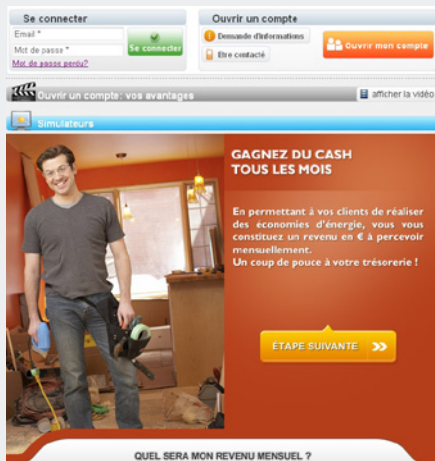 Se connecter
Email *
Mot de passe *
Se connecter
Mot de passe perdu?
Ouvrir un compte
Demande d'informations
Etre contacté
Ouvrir mon compte
Ouvrir un compte: vos avantages
afficher la vidéo
Simulateurs
GAGNEZ DU CASH
TOUS LES MOIS
En permettant à vos clients de réaliser
des économies d'énergie, vous vous
constituez un revenu en € à percevoir
mensuellement.
Un coup de pouce à votre trésorerie !
ÉTAPE SUIVANTE >>
QUEL SERA MON REVENU MENSUEL ?